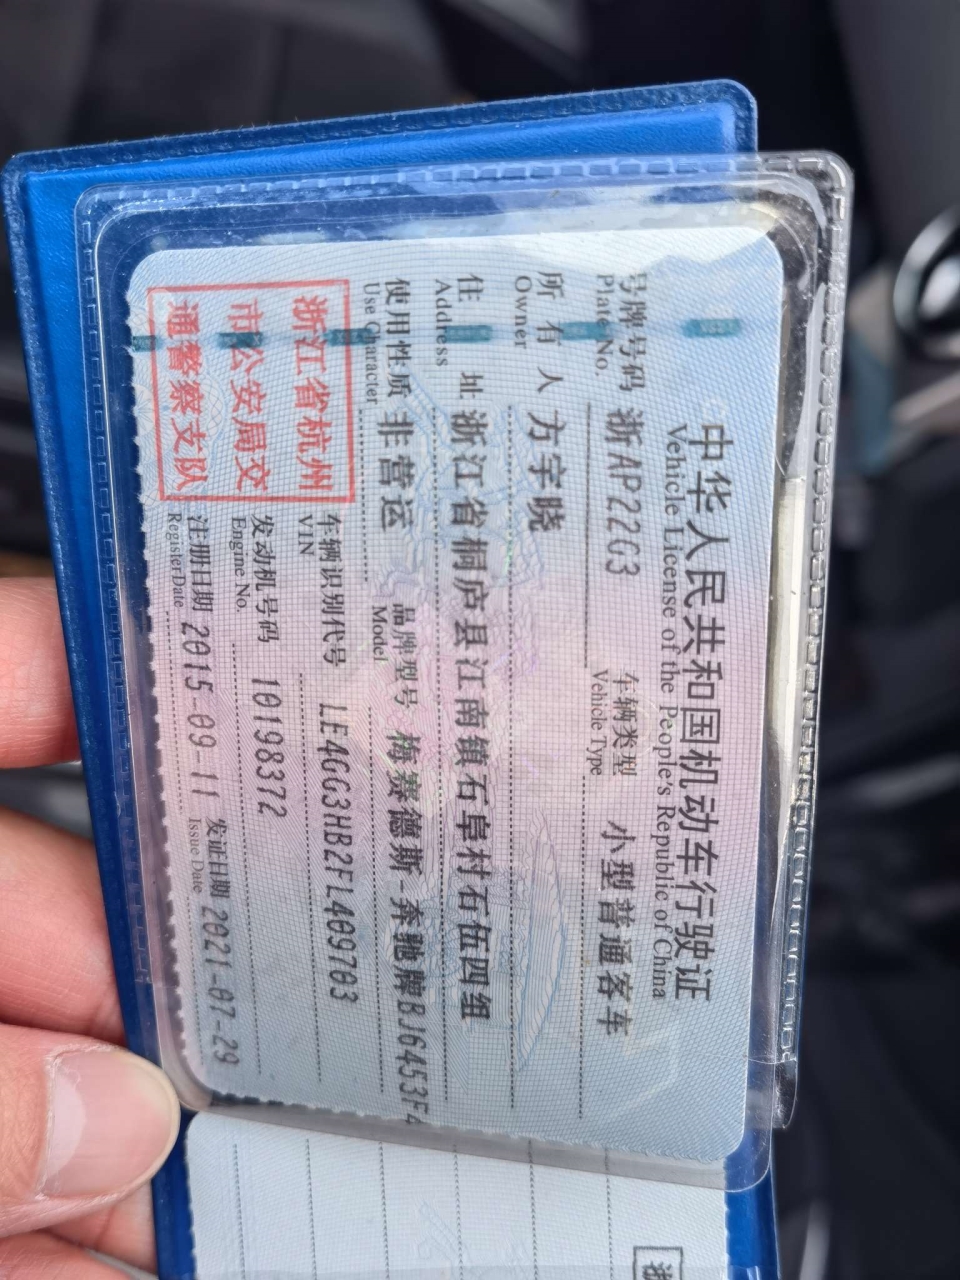 中华人民共和国机动车行驶证
Vehicle License of the People's Republic of China
号牌号码 浙AP22G3 车辆类型 小型普通客车
Plate No. Vehicle Type
所有人 方宇晓
Owner
住址 浙江省桐庐县江南镇石阜村石伍四组
Address
使用性质 非营运 品牌型号 梅赛德斯-奔驰牌BJ6453F4
Use Character Model
浙江省杭州
市公安局交
通警察支队
车辆识别代号 LE4GG3HB2FL409703
VIN
发动机号码 10198372
Engine No.
注册日期 2015-09-11 发证日期 2021-07-29
Register Date Issue Date